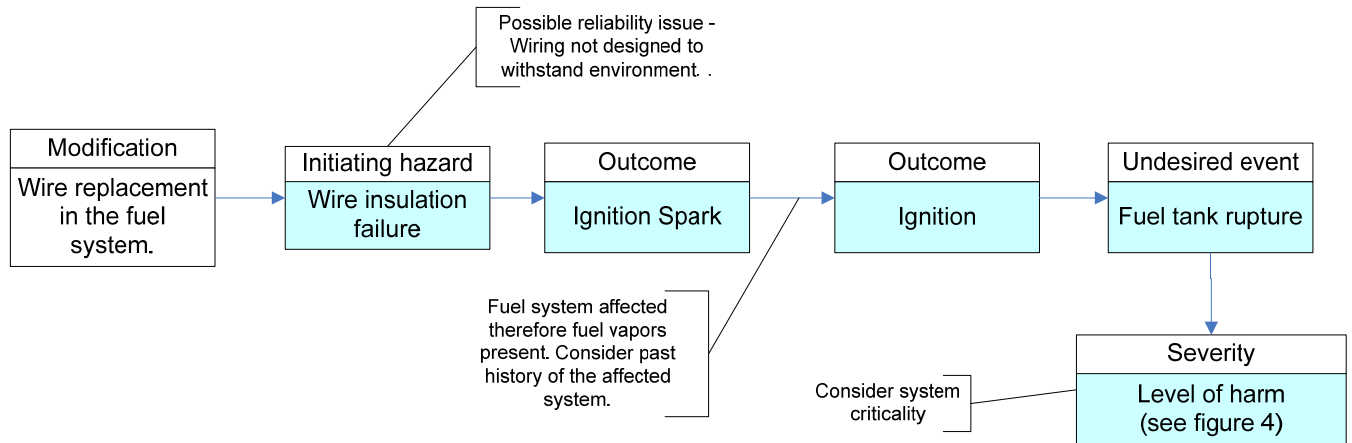 Possible reliability issue -
Wiring not designed to
withstand environment. .
Modification
Wire replacement
in the fuel
system.
Initiating hazard
Wire insulation
failure
Outcome
Ignition Spark
Outcome
Ignition
Undesired event
Fuel tank rupture
Fuel system affected
therefore fuel vapors
present. Consider past
history of the affected
system.
Consider system
criticality
Severity
Level of harm
(see figure 4)